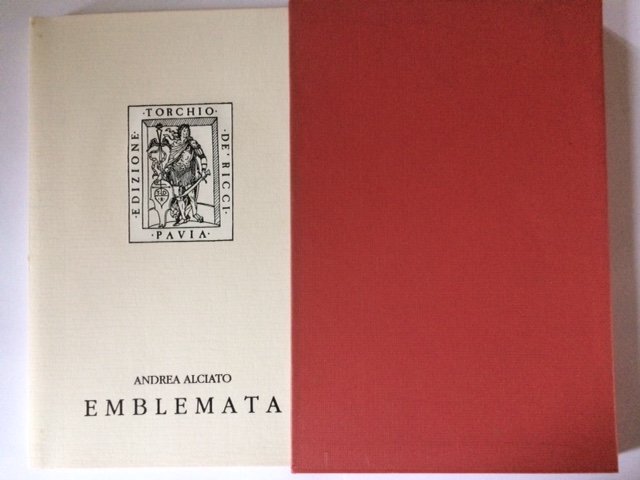 ·EDIZIONE·
·TORCHIO·
DE'·RICCI·
·PAVIA·
ANDREA ALCIATO
EMBLEMATA